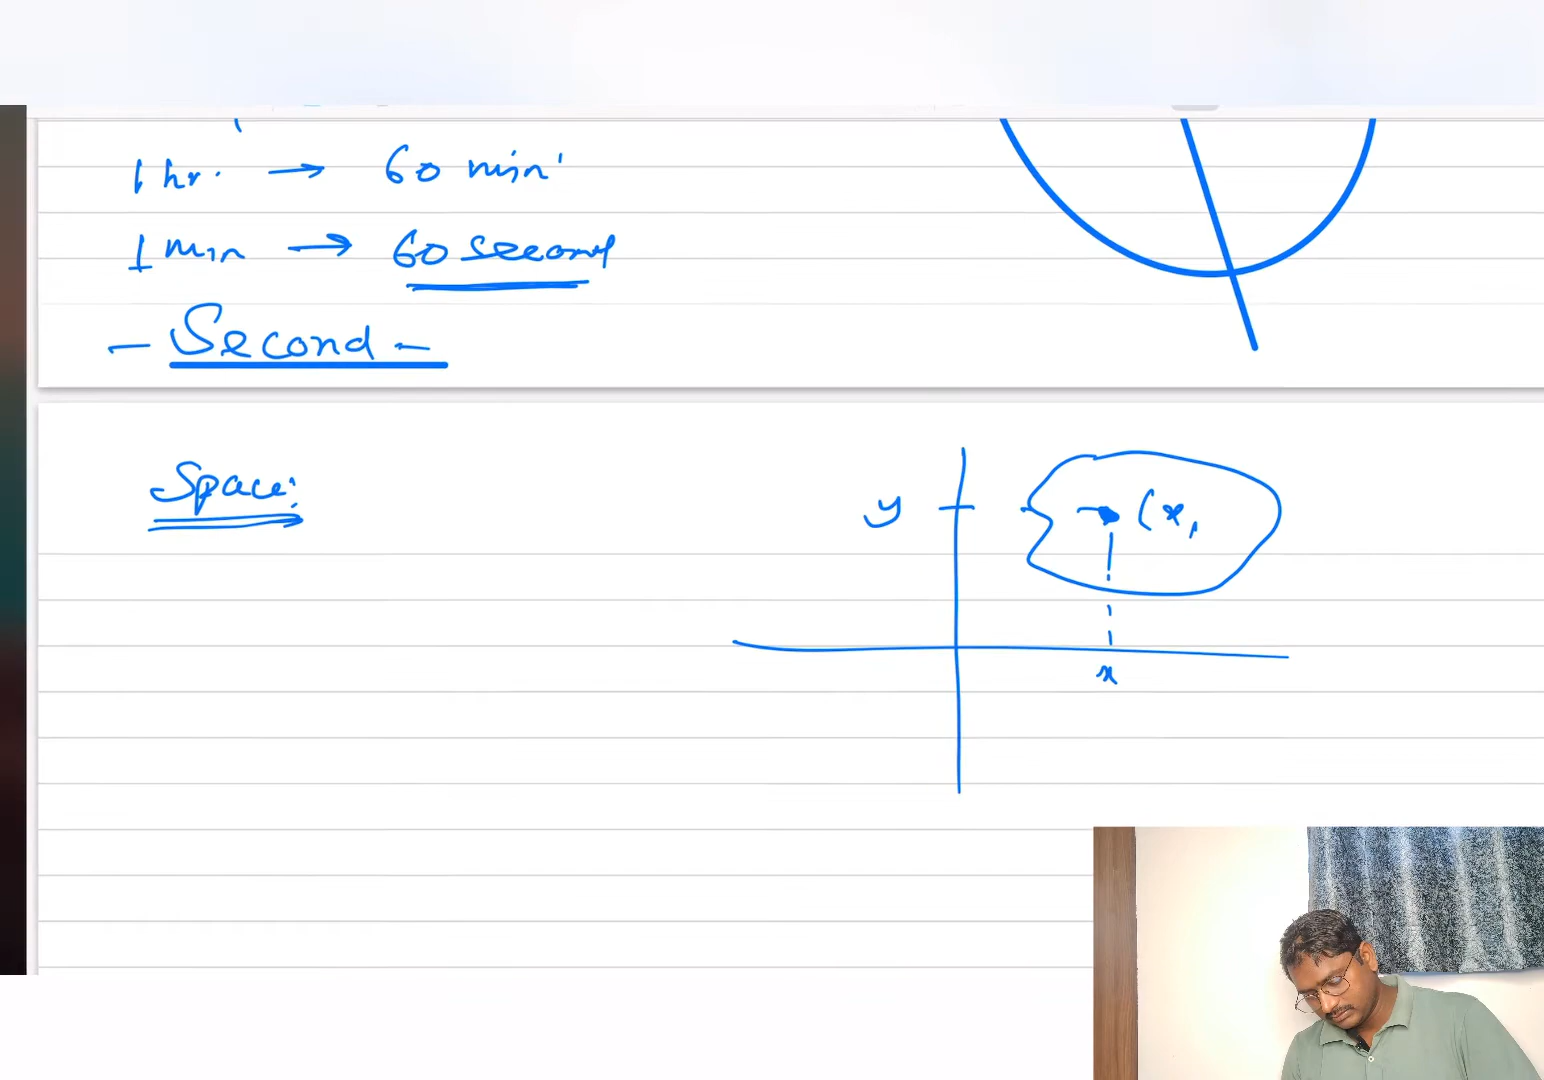 1 hr. → 60 min
1 min → 60 second
- Second -
Space:
y
(x,
x